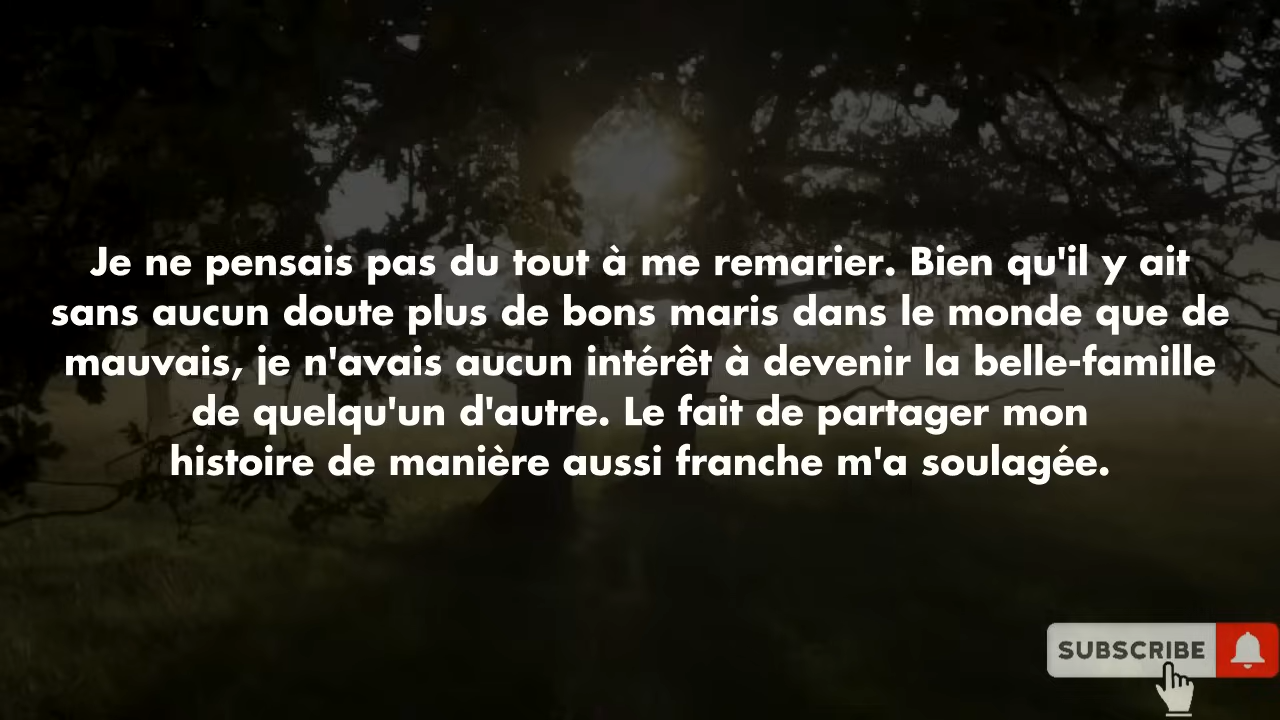 Je ne pensais pas du tout à me remarier. Bien qu'il y ait
sans aucun doute plus de bons maris dans le monde que de
mauvais, je n'avais aucun intérêt à devenir la belle-famille
de quelqu'un d'autre. Le fait de partager mon
histoire de manière aussi franche m'a soulagée.
SUBSCRIBE